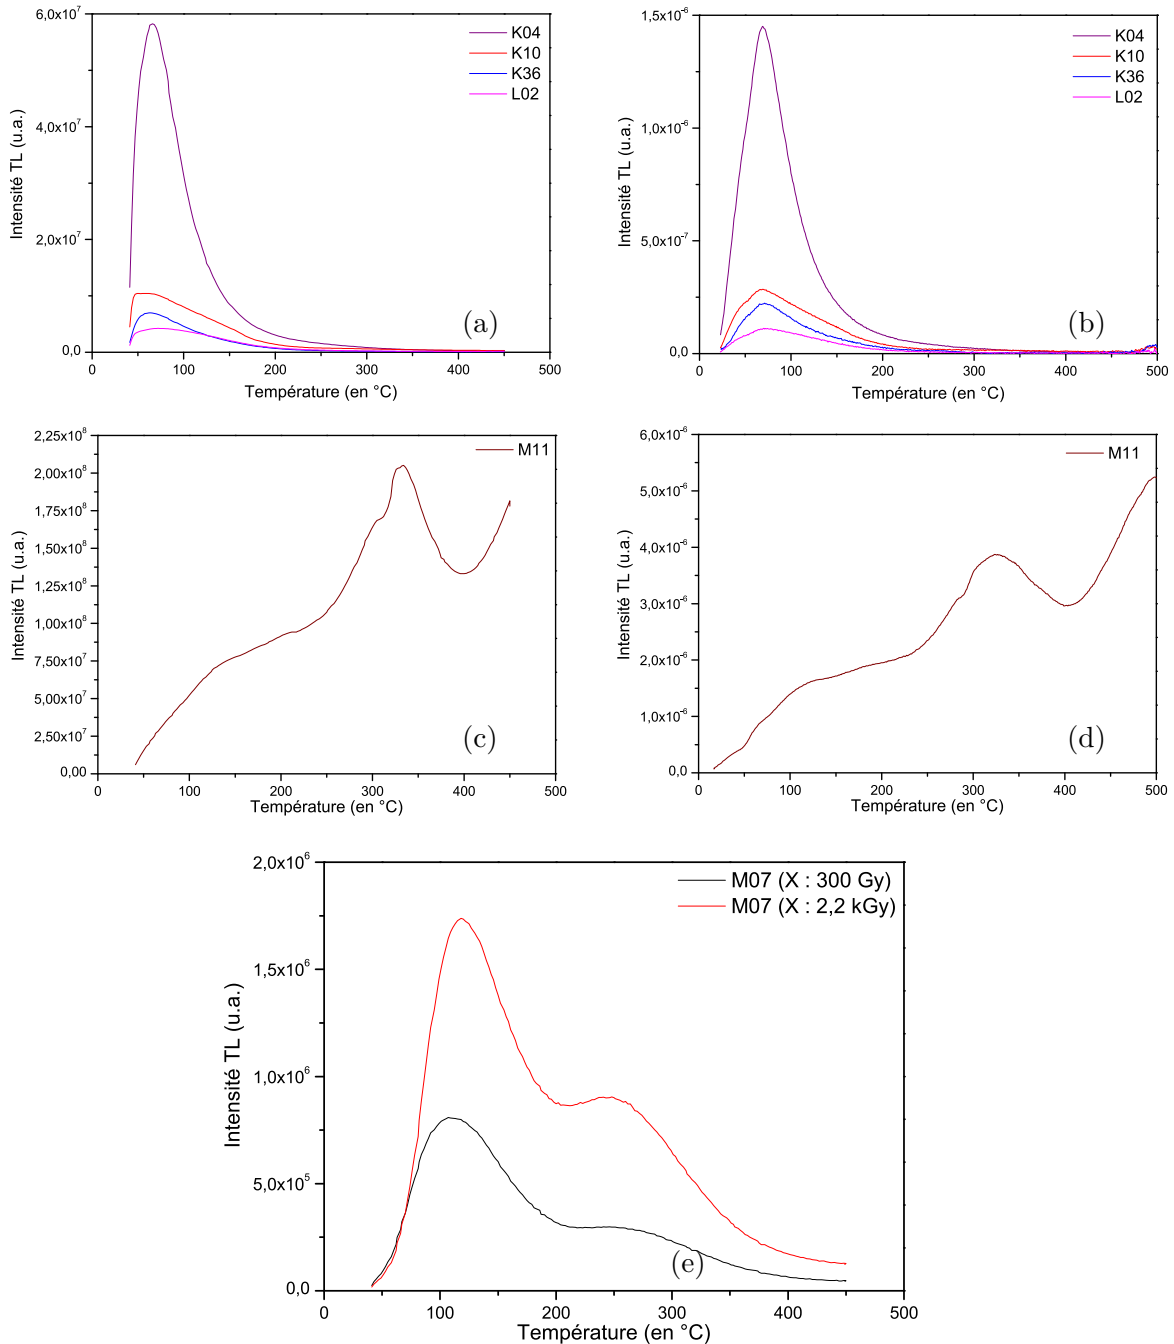 6,0x10⁷
4,0x10⁷
2,0x10⁷
0,0
Intensité TL (u.a.)
K04
K10
K36
L02
(a)
0 100 200 300 400 500
Température (en °C)
1,5x10⁻⁶
1,0x10⁻⁶
5,0x10⁻⁷
0,0
Intensité TL (u.a.)
K04
K10
K36
L02
(b)
0 100 200 300 400 500
Température (en °C)
2,25x10⁸
2,00x10⁸
1,75x10⁸
1,50x10⁸
1,25x10⁸
1,00x10⁸
7,50x10⁷
5,00x10⁷
2,50x10⁷
0,00
Intensité TL (u.a.)
M11
(c)
0 100 200 300 400 500
Température (en °C)
6,0x10⁻⁶
5,0x10⁻⁶
4,0x10⁻⁶
3,0x10⁻⁶
2,0x10⁻⁶
1,0x10⁻⁶
0,0
Intensité TL (u.a.)
M11
(d)
0 100 200 300 400 500
Température (en °C)
2,0x10⁶
1,5x10⁶
1,0x10⁶
5,0x10⁵
0,0
Intensité TL (u.a.)
M07 (X : 300 Gy)
M07 (X : 2,2 kGy)
(e)
0 100 200 300 400 500
Température (en °C)